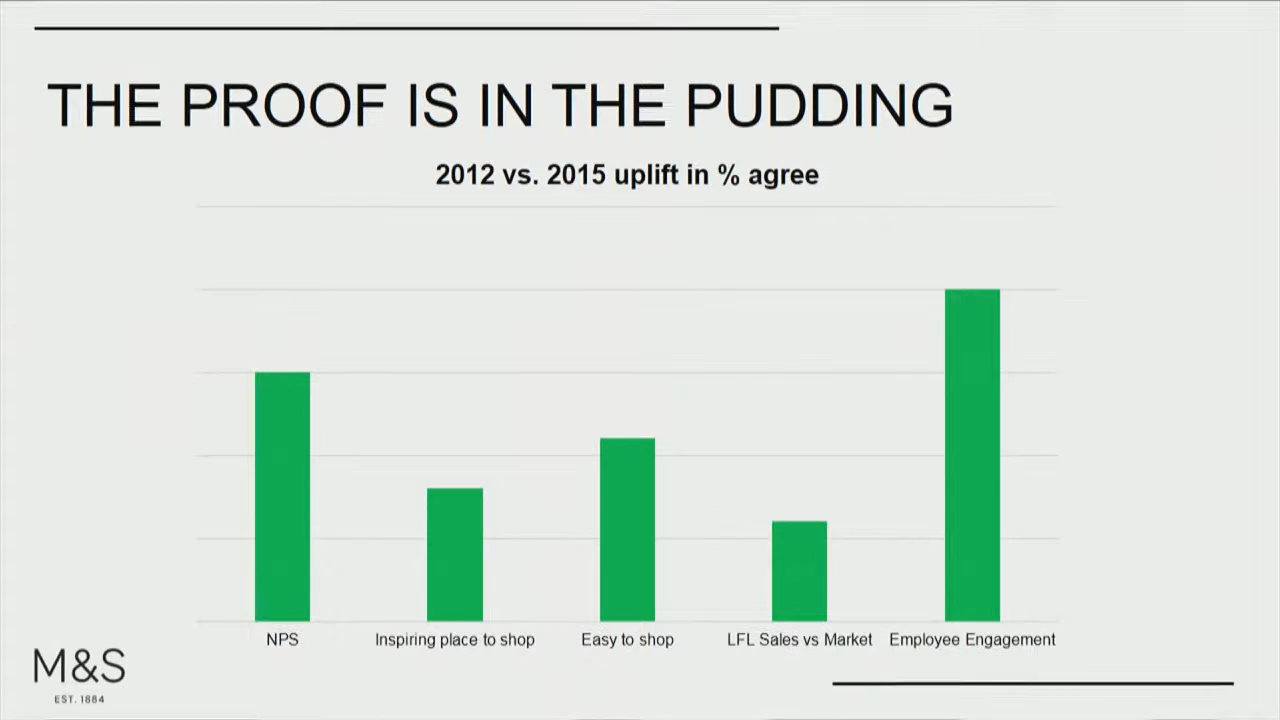 THE PROOF IS IN THE PUDDING
2012 vs. 2015 uplift in % agree
NPS
Inspiring place to shop
Easy to shop
LFL Sales vs Market
Employee Engagement
M&S
EST. 1884